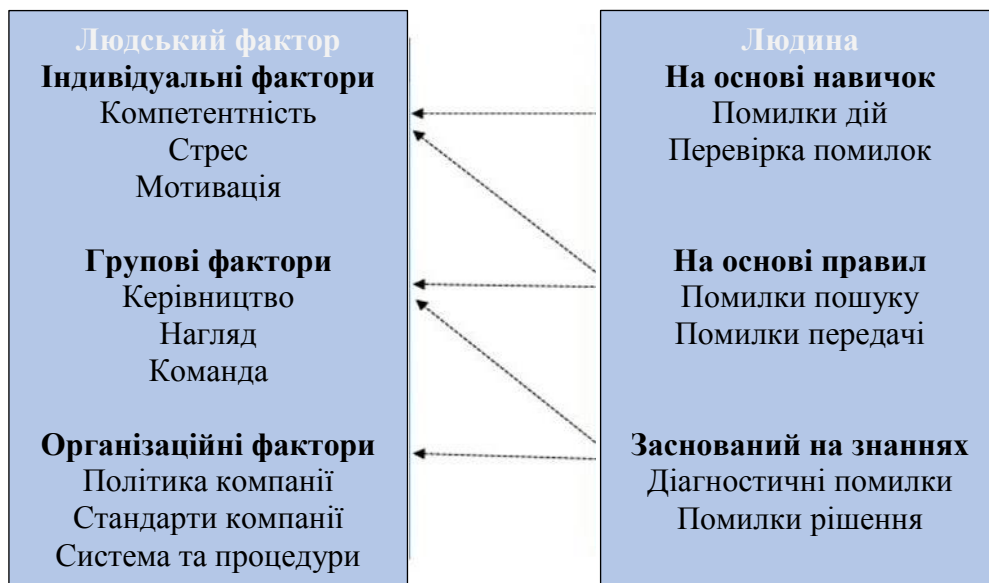 Людський фактор
Індивідуальні фактори
Компетентність
Стрес
Мотивація
Групові фактори
Керівництво
Нагляд
Команда
Організаційні фактори
Політика компанії
Стандарти компанії
Система та процедури
Людина
На основі навичок
Помилки дій
Перевірка помилок
На основі правил
Помилки пошуку
Помилки передачі
Заснований на знаннях
Діагностичні помилки
Помилки рішення